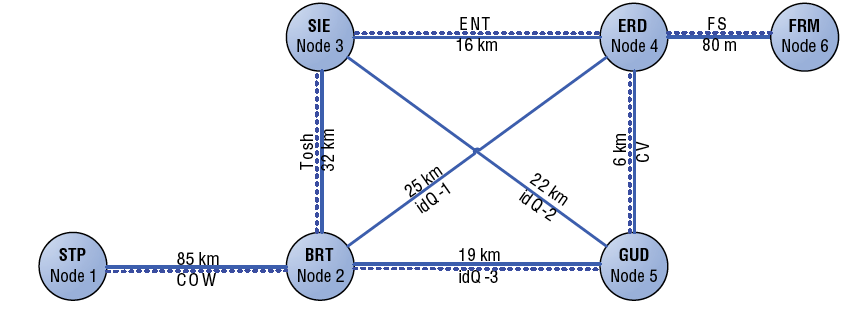 SIE
Node 3
ENT
16 km
ERD
Node 4
FS
80 m
FRM
Node 6
Tosh
32 km
25 km
idQ-1
22 km
idQ-2
6 km
CV
STP
Node 1
85 km
COW
BRT
Node 2
19 km
idQ-3
GUD
Node 5